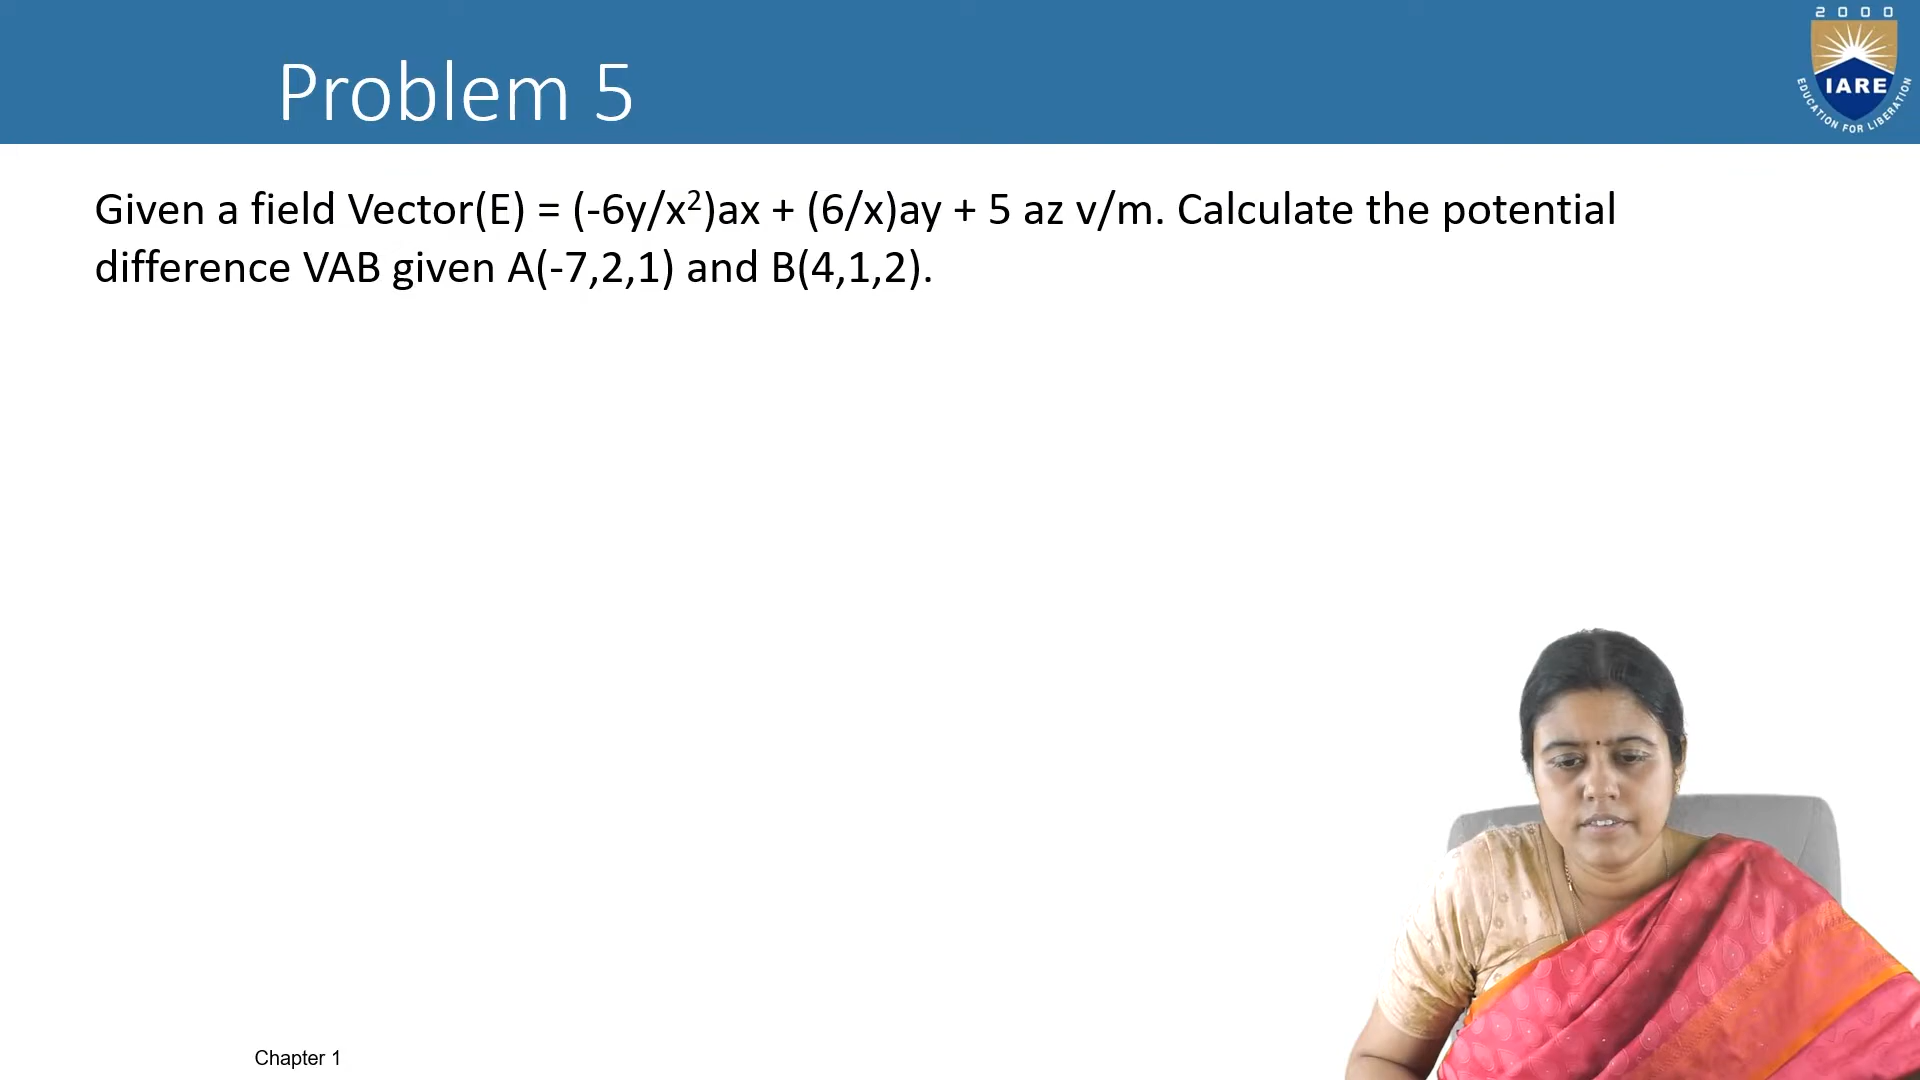 2000
Problem 5
IARE
EDUCATION FOR LIBERATION
Given a field Vector(E) = (-6y/x²)ax + (6/x)ay + 5 az v/m. Calculate the potential
difference VAB given A(-7,2,1) and B(4,1,2).
Chapter 1